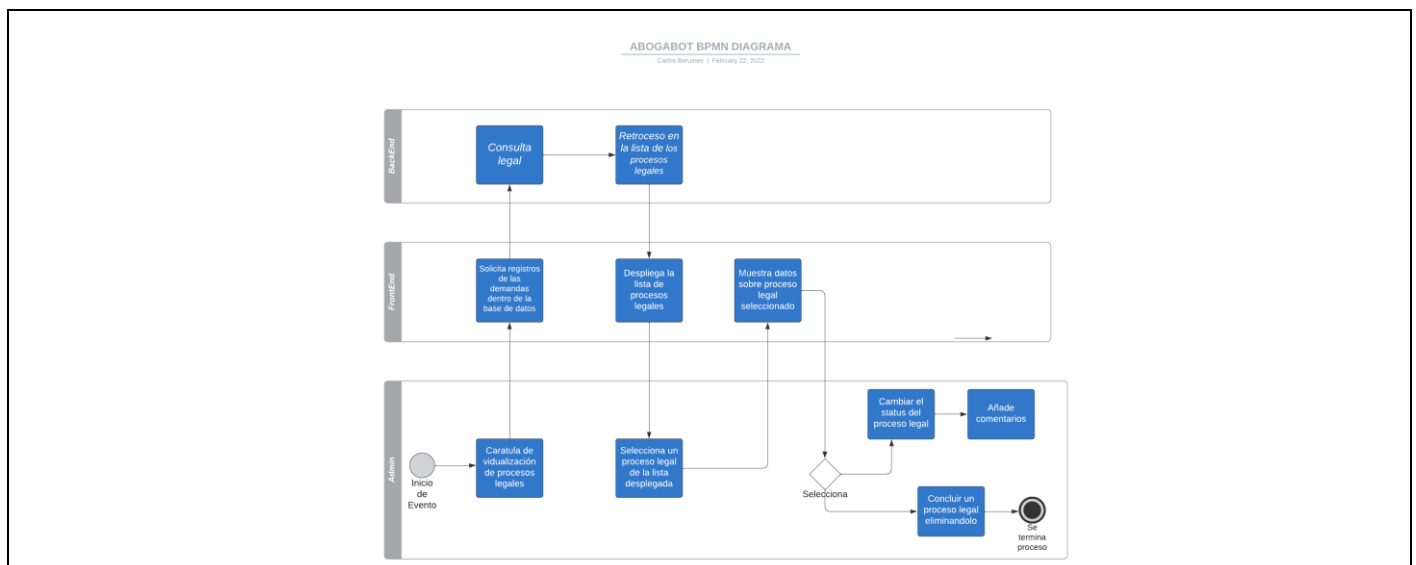 ABOGABOT BPMN DIAGRAMA
Carlos Berumen | February 22, 2022
BackEnd
Consulta
legal
Retroceso en
la lista de los
procesos
legales
FrontEnd
Solicita registros
de las
demandas
dentro de la
base de datos
Despliega la
lista de
procesos
legales
Muestra datos
sobre proceso
legal
seleccionado
Admin
Inicio
de
Evento
Caratula de
vidualización
de procesos
legales
Selecciona un
proceso legal
de la lista
desplegada
Selecciona
Cambiar el
status del
proceso legal
Añade
comentarios
Concluir un
proceso legal
eliminandolo
Se
termina
proceso